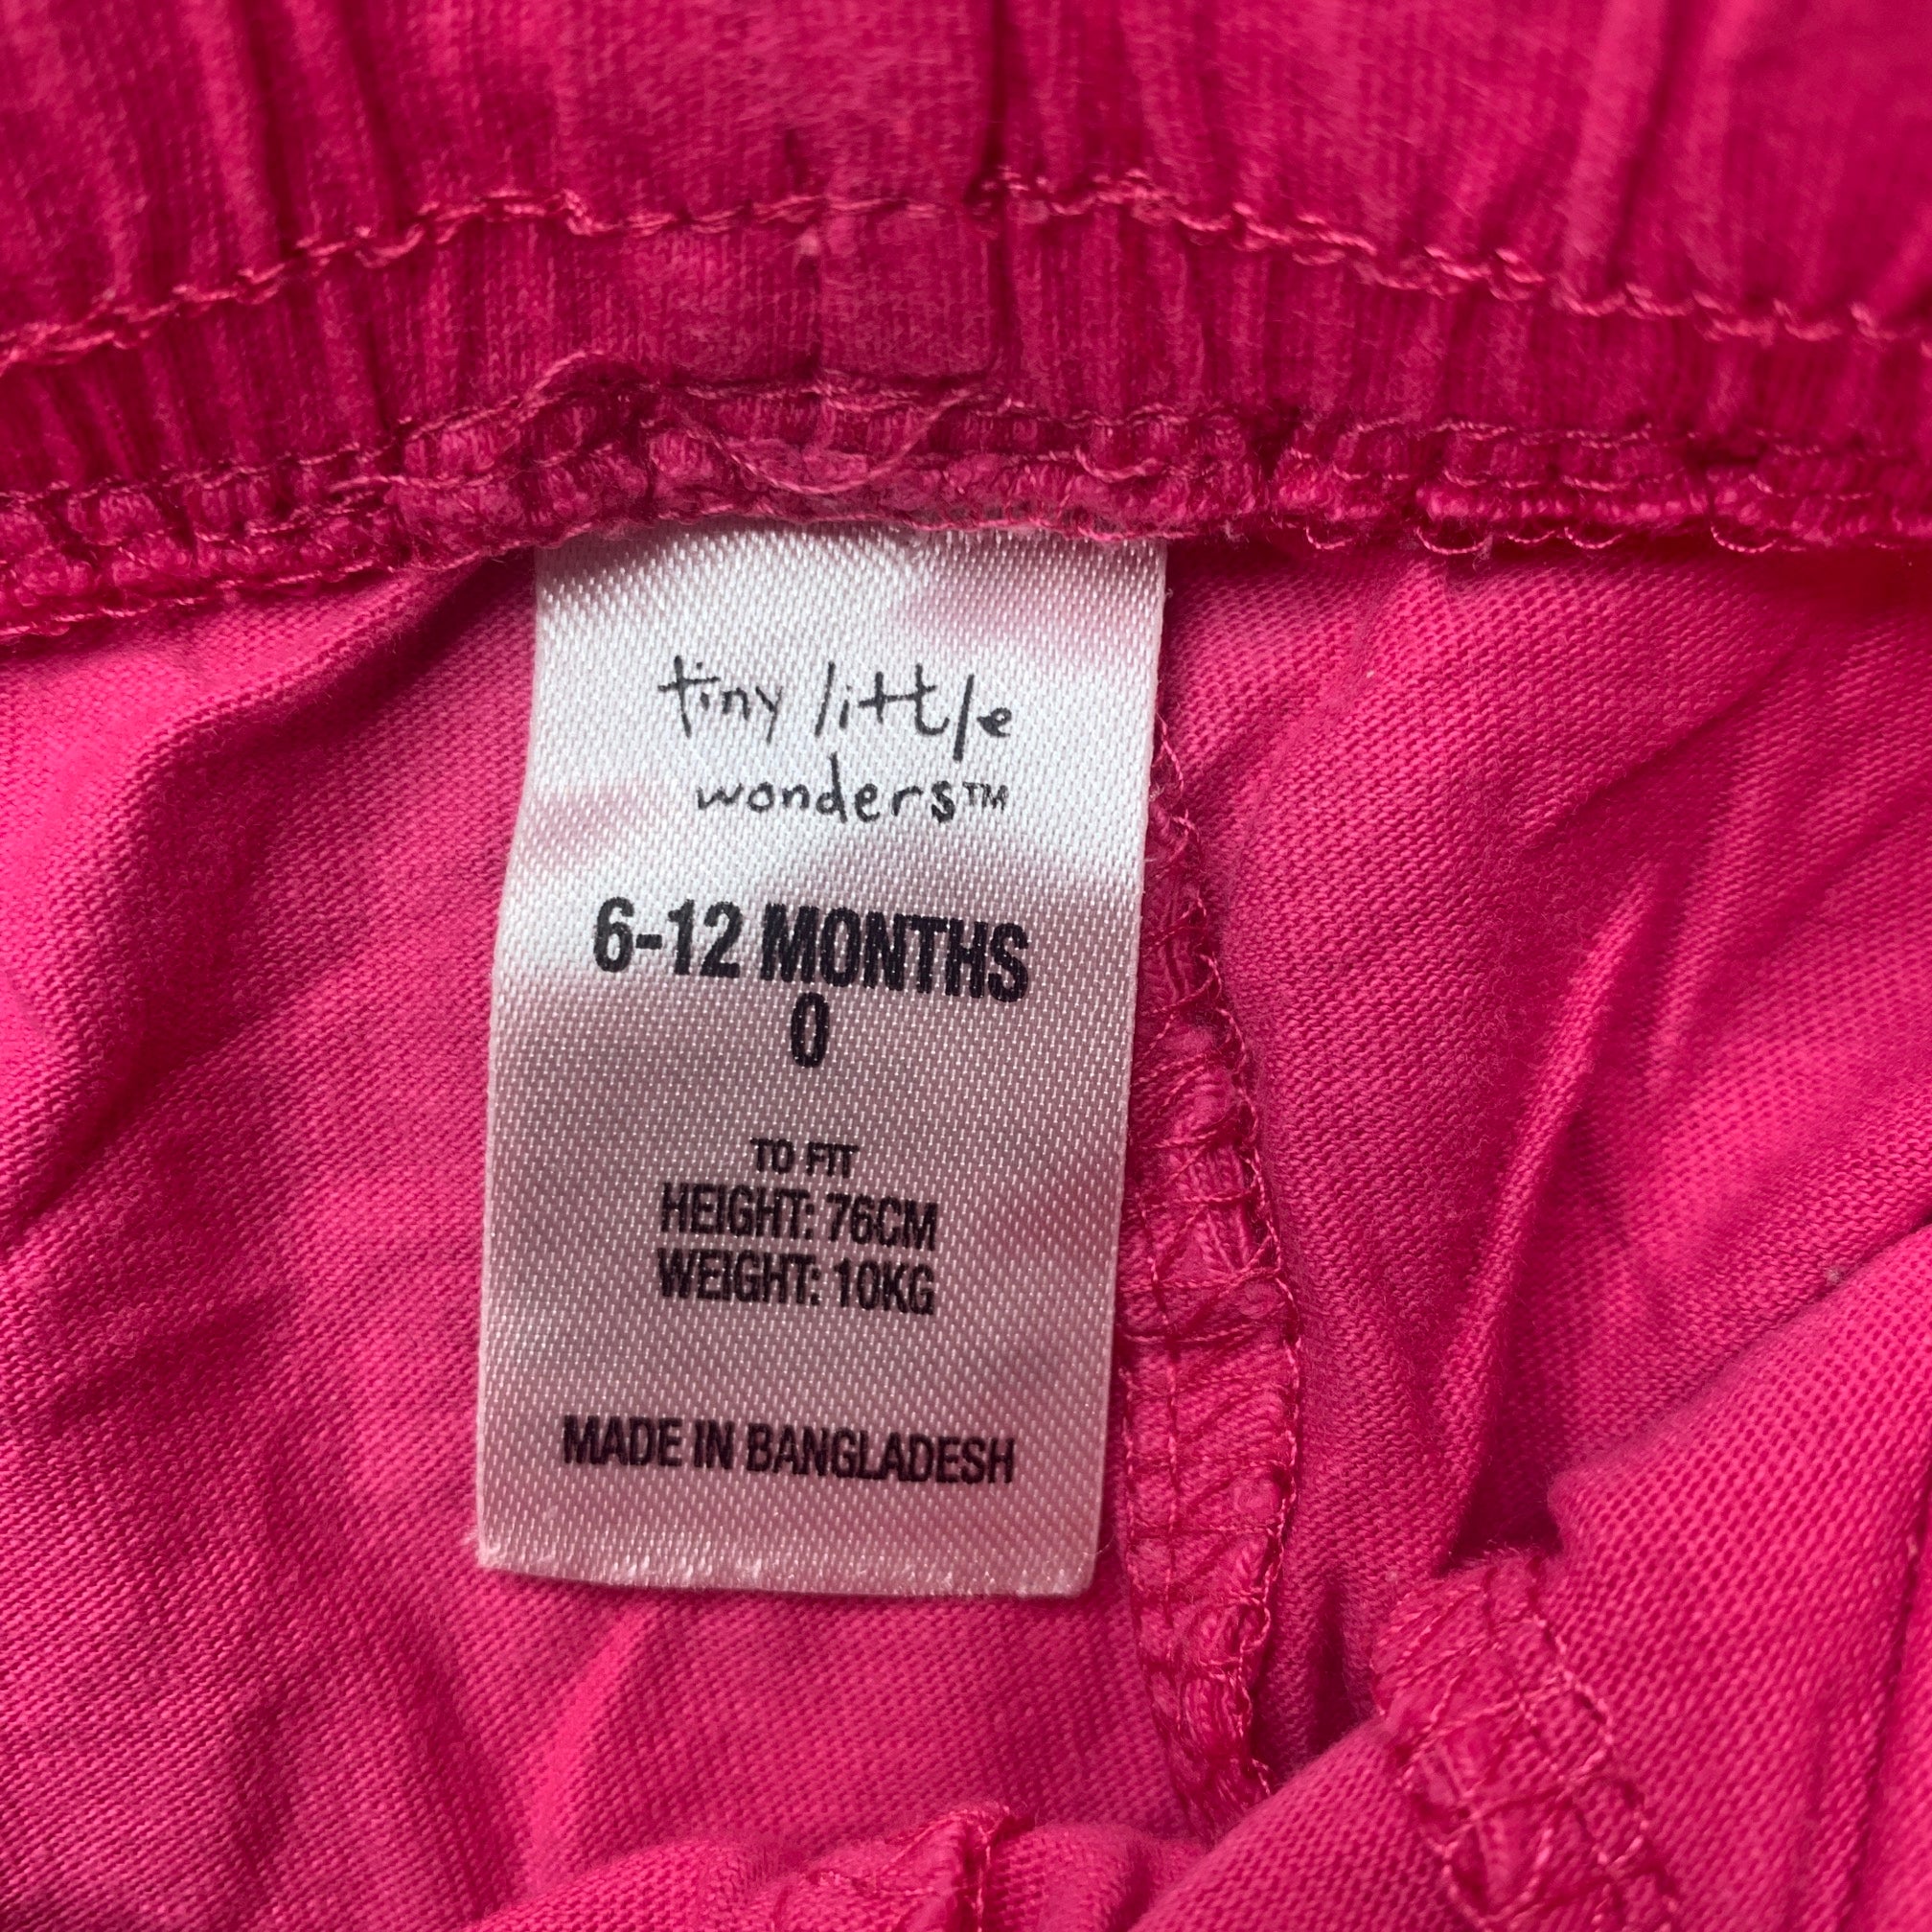 tiny little
wonders™
6-12 MONTHS
0
TO FIT
HEIGHT: 76CM
WEIGHT: 10KG
MADE IN BANGLADESH